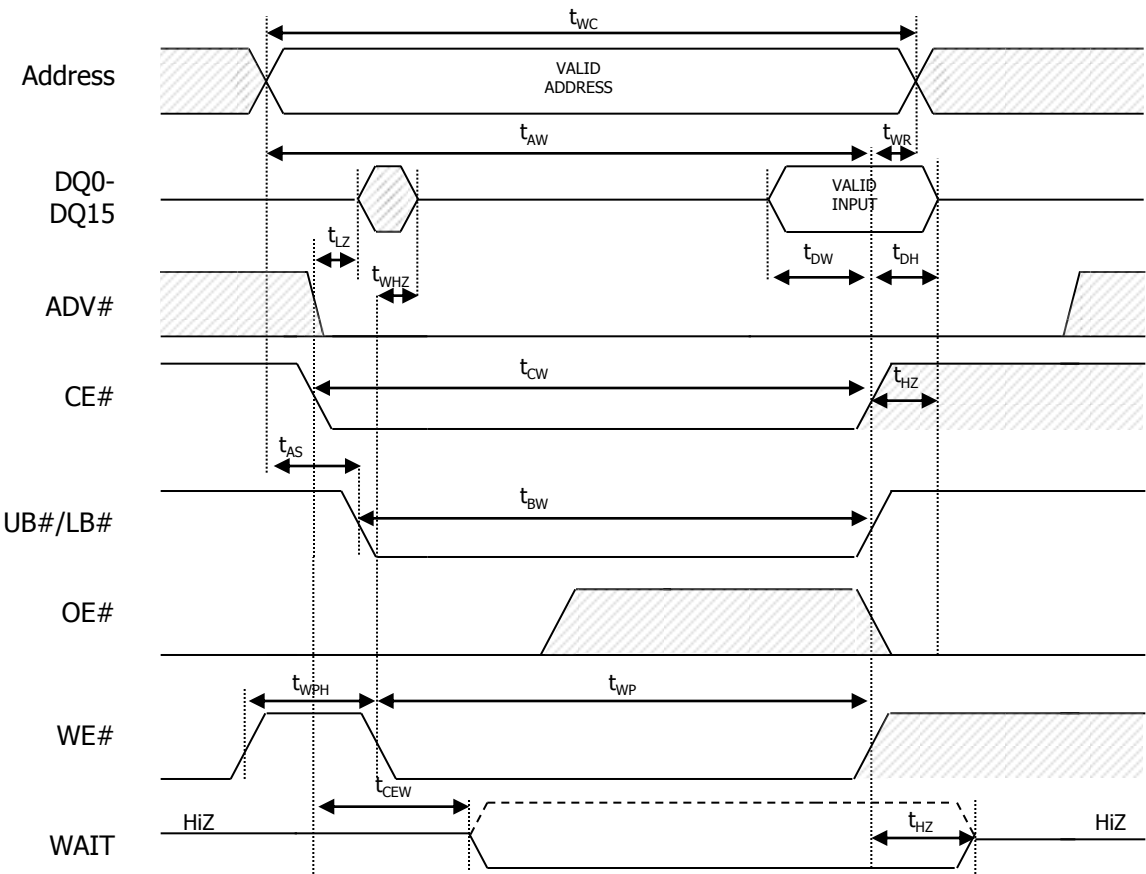 tWC
Address
VALID
ADDRESS
tAW
tWR
DQ0-
DQ15
VALID
INPUT
tLZ
tWHZ
tDW
tDH
ADV#
tCW
tHZ
CE#
tAS
tBW
UB#/LB#
OE#
tWPH
tWP
WE#
tCEW
HiZ
tHZ
HiZ
WAIT